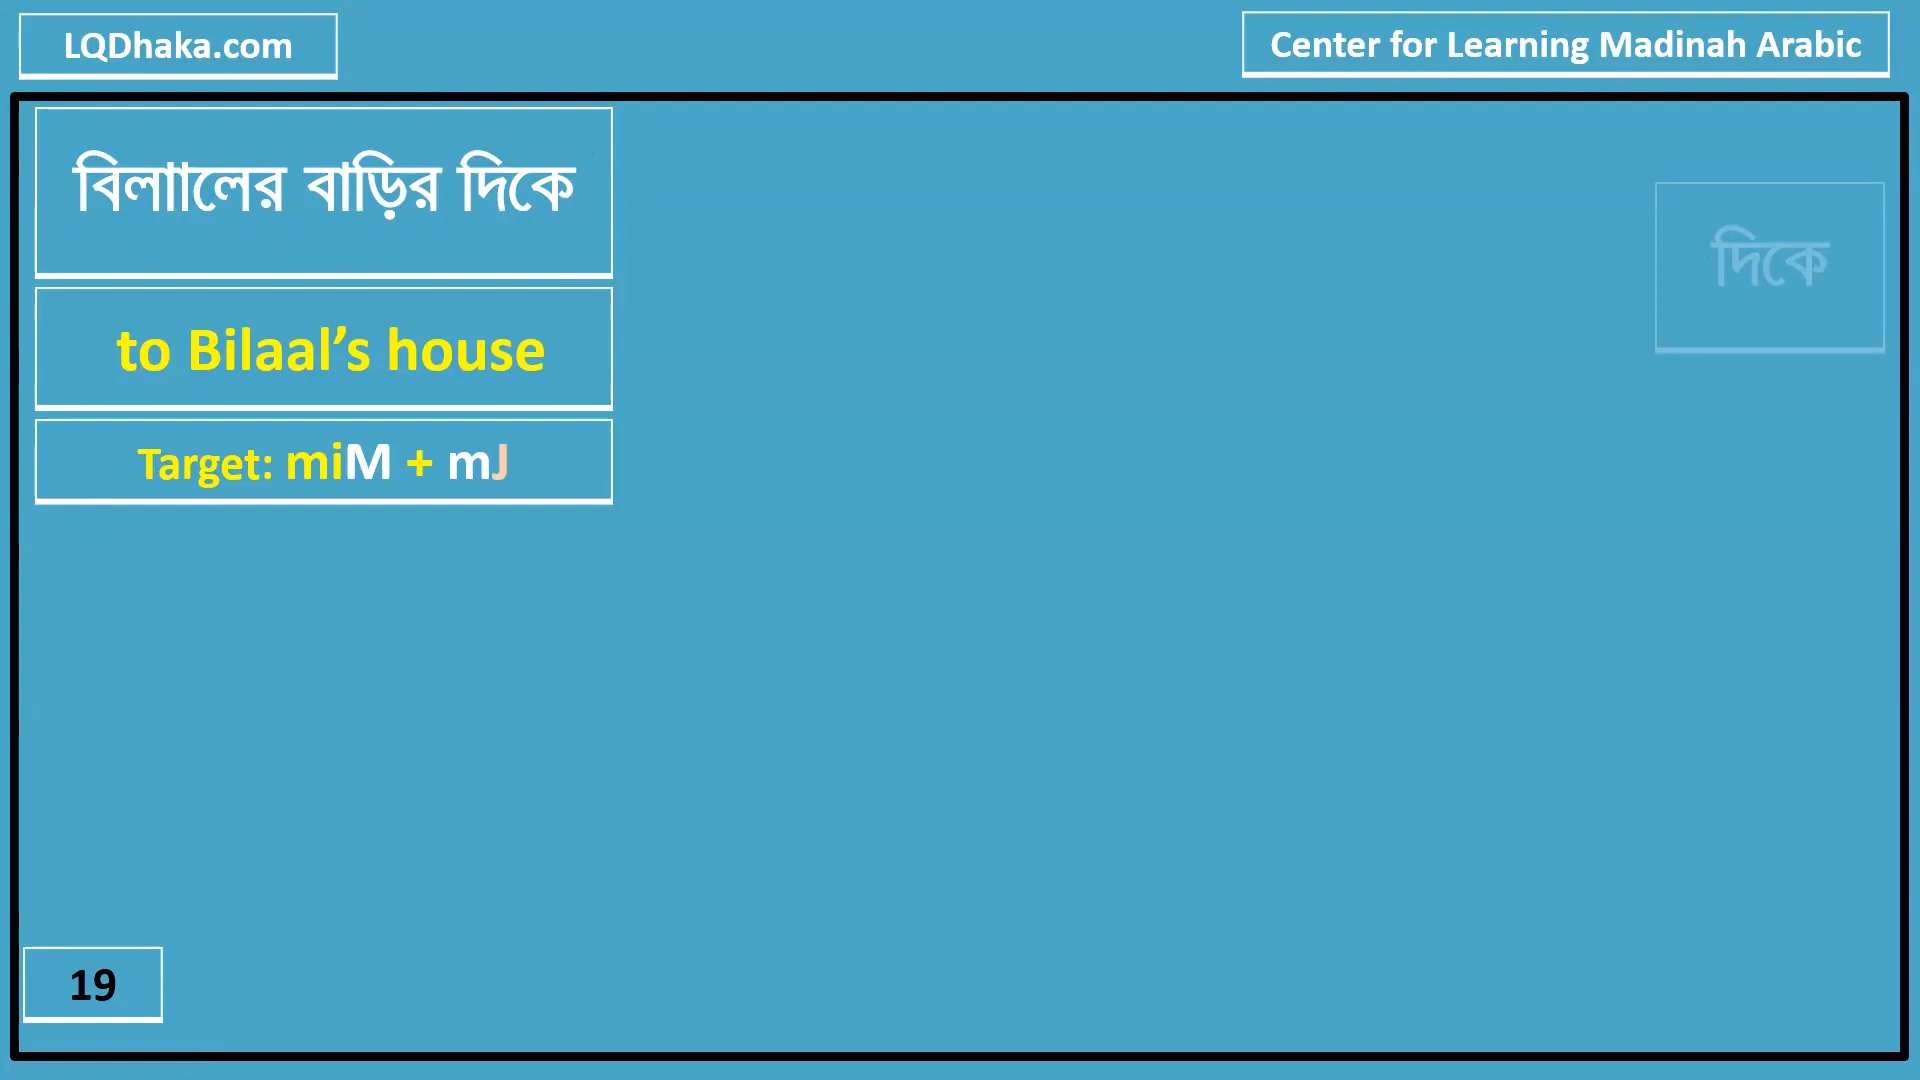 LQDhaka.com
Center for Learning Madinah Arabic
বিলাালের বাড়ির দিকে
দিকে
to Bilaal’s house
Target: miM + mJ
19